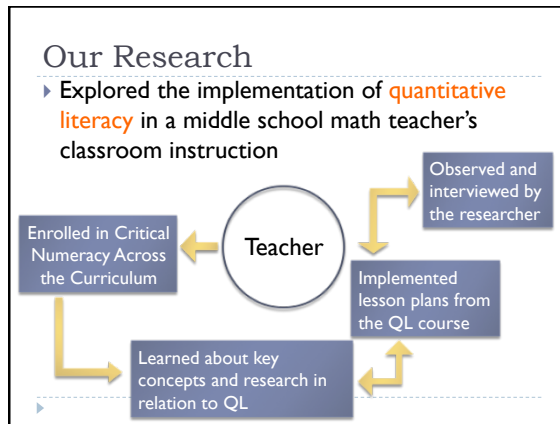 Our Research
Explored the implementation of quantitative
literacy in a middle school math teacher's
classroom instruction
Observed and
interviewed by
the researcher
Enrolled in Critical
Numeracy Across
the Curriculum
Teacher
Implemented
lesson plans from
the QL course
Learned about key
concepts and research in
relation to QL